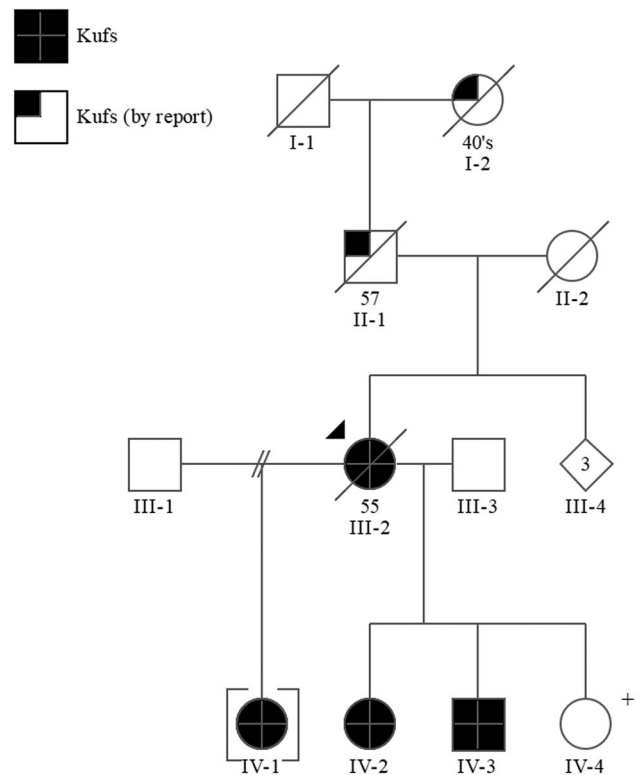 Kufs
Kufs (by report)
I-1
40's
I-2
57
II-1
II-2
3
III-1
55
III-2
III-3
III-4
+
IV-1
IV-2
IV-3
IV-4